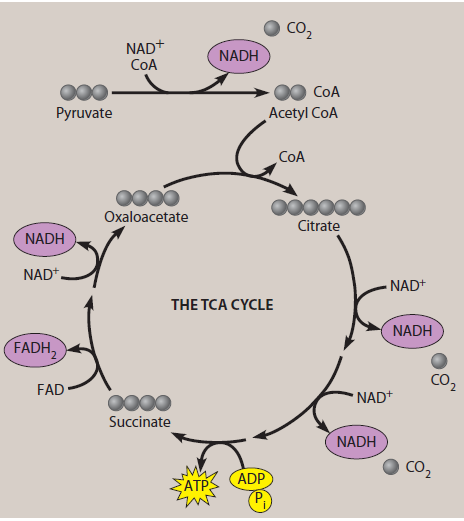 CO2
NAD+
CoA
NADH
CoA
Pyruvate
Acetyl CoA
CoA
Oxaloacetate
Citrate
NADH
NAD+
NAD+
THE TCA CYCLE
NADH
FADH2
CO2
FAD
NAD+
Succinate
NADH
CO2
ATP
ADP
Pi